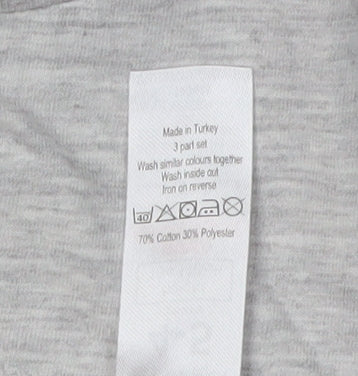 Made in Turkey
3 part set
Wash similar colours together
Wash inside out
Iron on reverse
40
70% Cotton 30% Polyester